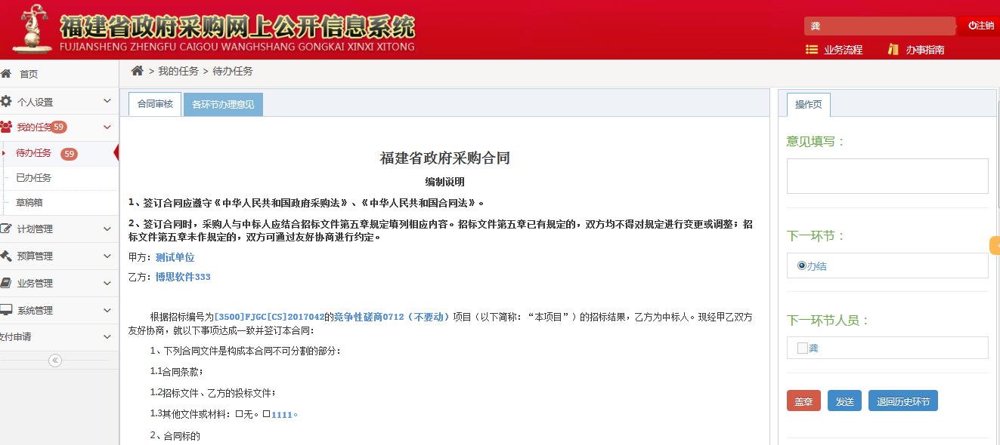 福建省政府采购网上公开信息系统
FUJIANSHENG ZHENGFU CAIGOU WANGHSHANG GONGKAI XINXI XITONG
龚
注销
业务流程
办事指南
首页
个人设置
我的任务 59
待办任务 59
已办任务
草稿箱
计划管理
预算管理
业务管理
系统管理
支付申请
> 我的任务 > 待办任务
合同审核
各环节办理意见
福建省政府采购合同
编制说明
1、签订合同应遵守《中华人民共和国政府采购法》、《中华人民共和国合同法》。
2、签订合同时，采购人与中标人应结合招标文件第五章规定填列相应内容。招标文件第五章已有规定的，双方均不得对规定进行变更或调整；招
标文件第五章未作规定的，双方可通过友好协商进行约定。
甲方：测试单位
乙方：博思软件333
根据招标编号为[3500]FJGC[CS]2017042的竞争性磋商0712（不要动）项目（以下简称：“本项目”）的招标结果，乙方为中标人。现经甲乙双方
友好协商，就以下事项达成一致并签订本合同：
1、下列合同文件是构成本合同不可分割的部分：
1.1合同条款；
1.2招标文件、乙方的投标文件；
1.3其他文件或材料：□无。□1111。
2、合同标的
操作页
意见填写：
下一环节：
办结
下一环节人员：
龚
盖章
发送
退回历史环节